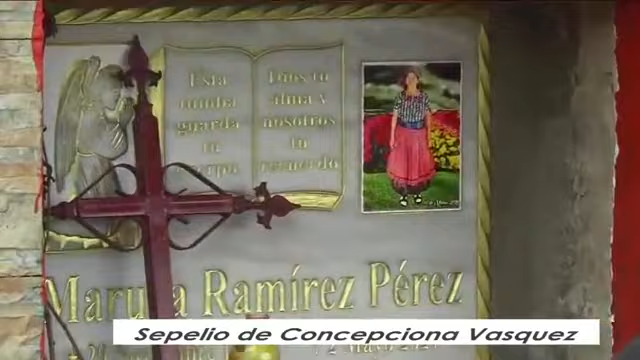 Esta
tumba
guarda
tu
cuerpo
Dios tu
alma y
nosotros
tu
recuerdo
Ramírez Pérez
Sepelio de Concepciona Vasquez